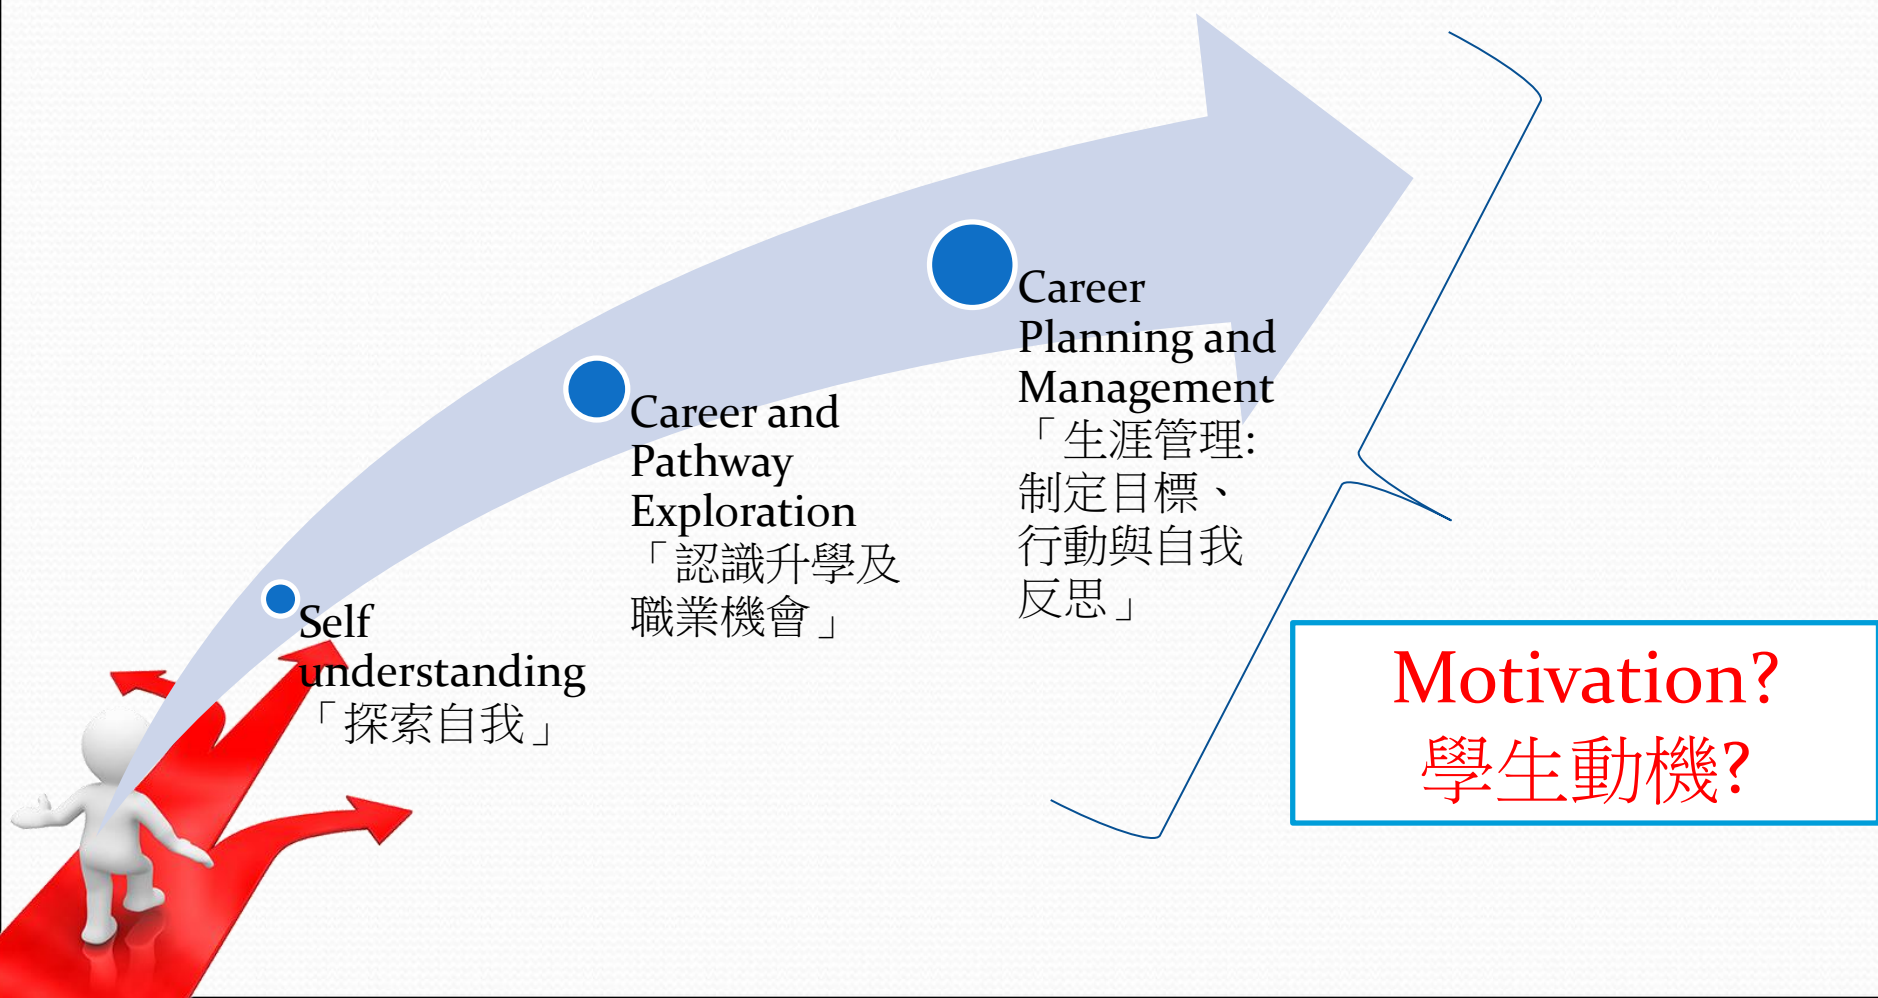 Self
understanding
「探索自我」
Career and
Pathway
Exploration
「認識升學及
職業機會」
Career
Planning and
Management
「生涯管理:
制定目標、
行動與自我
反思」
Motivation?
學生動機?